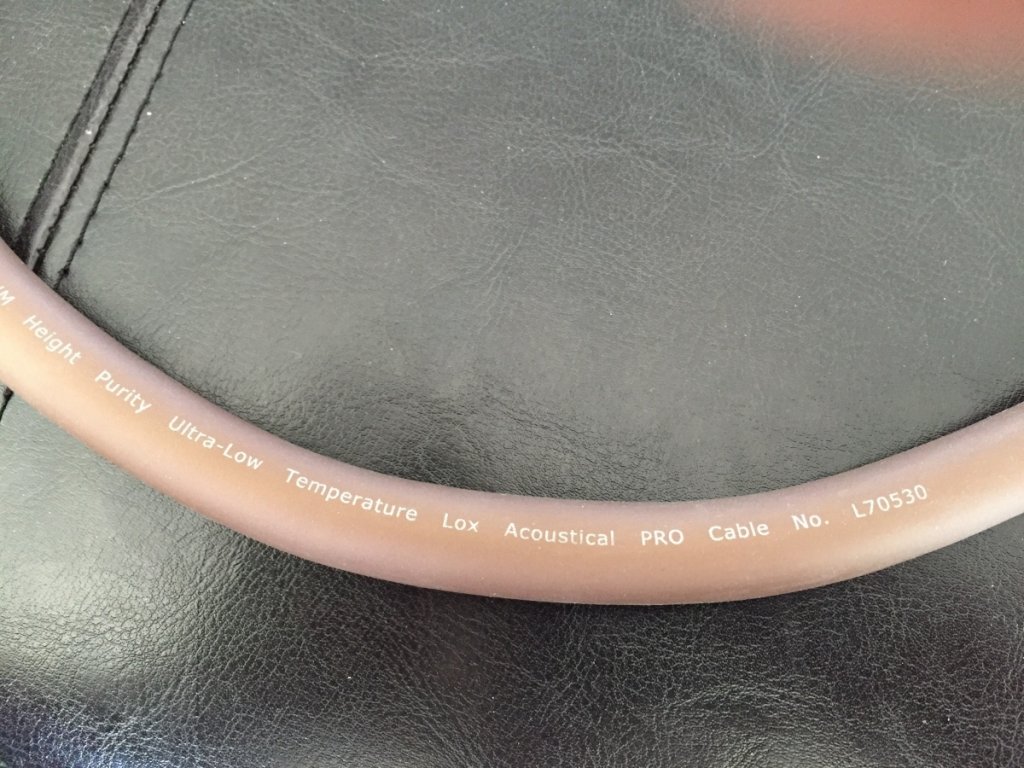 Height Purity Ultra-Low Temperature Lox Acoustical PRO Cable No. L70530